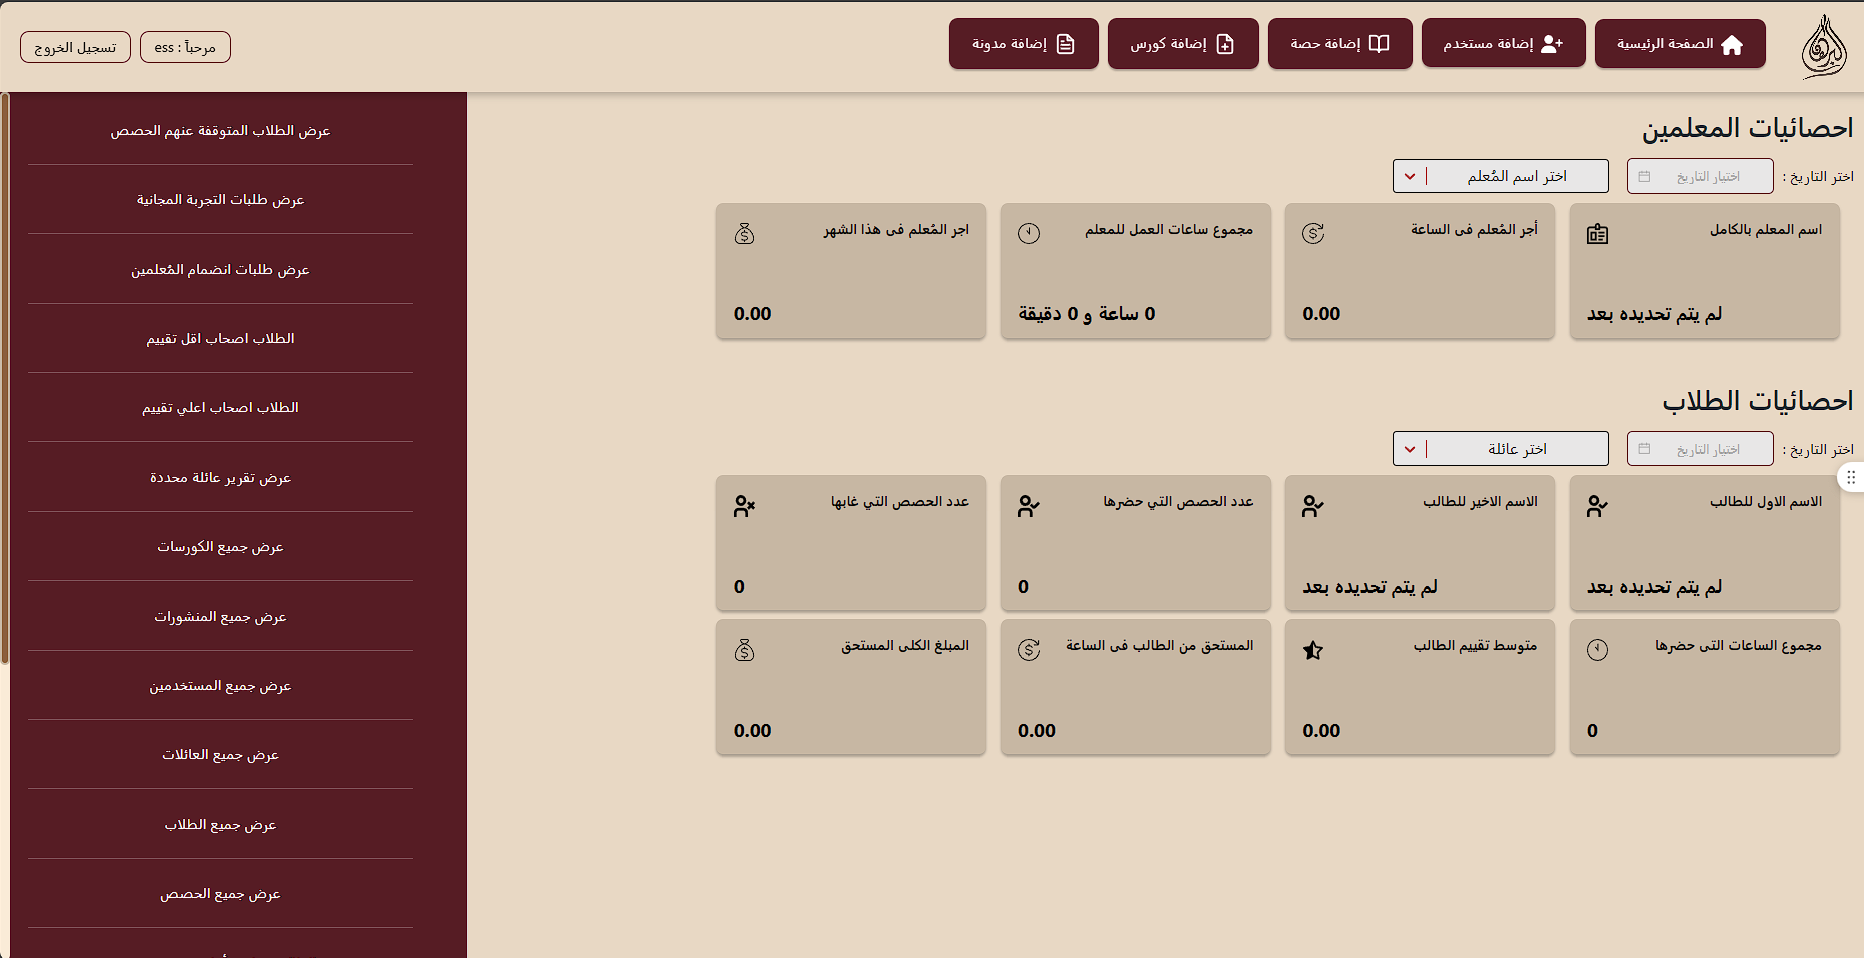 الصفحة الرئيسية
إضافة مستخدم
إضافة حصة
إضافة كورس
إضافة مدونة
مرحباً : ess
تسجيل الخروج
احصائيات المعلمين
اختر التاريخ :
اختيار التاريخ
اختر اسم المُعلم
اسم المعلم بالكامل
لم يتم تحديده بعد
أجر المُعلم فى الساعة
0.00
مجموع ساعات العمل للمعلم
0 ساعة و 0 دقيقة
اجر المُعلم فى هذا الشهر
0.00
احصائيات الطلاب
اختر التاريخ :
اختيار التاريخ
اختر عائلة
الاسم الاول للطالب
لم يتم تحديده بعد
الاسم الاخير للطالب
لم يتم تحديده بعد
عدد الحصص التي حضرها
0
عدد الحصص التي غابها
0
مجموع الساعات التى حضرها
0
متوسط تقييم الطالب
0.00
المستحق من الطالب فى الساعة
0.00
المبلغ الكلى المستحق
0.00
عرض الطلاب المتوقفة عنهم الحصص
عرض طلبات التجربة المجانية
عرض طلبات انضمام المُعلمين
الطلاب اصحاب اقل تقييم
الطلاب اصحاب اعلي تقييم
عرض تقرير عائلة محددة
عرض جميع الكورسات
عرض جميع المنشورات
عرض جميع المستخدمين
عرض جميع العائلات
عرض جميع الطلاب
عرض جميع الحصص